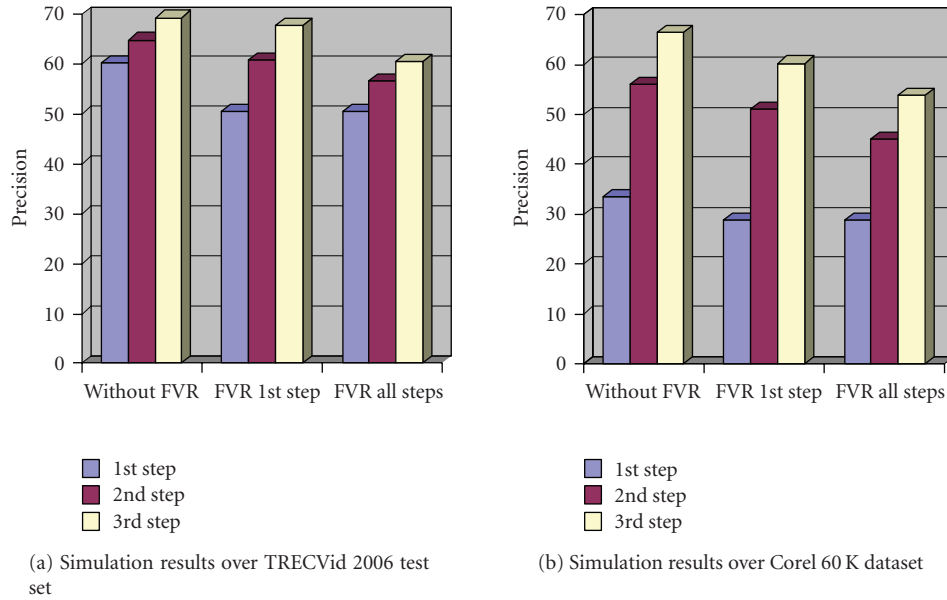 70
60
50
40
30
20
10
0
Precision
Without FVR
FVR 1st step
FVR all steps
1st step
2nd step
3rd step
(a) Simulation results over TRECVid 2006 test
set
70
60
50
40
30
20
10
0
Precision
Without FVR
FVR 1st step
FVR all steps
1st step
2nd step
3rd step
(b) Simulation results over Corel 60 K dataset